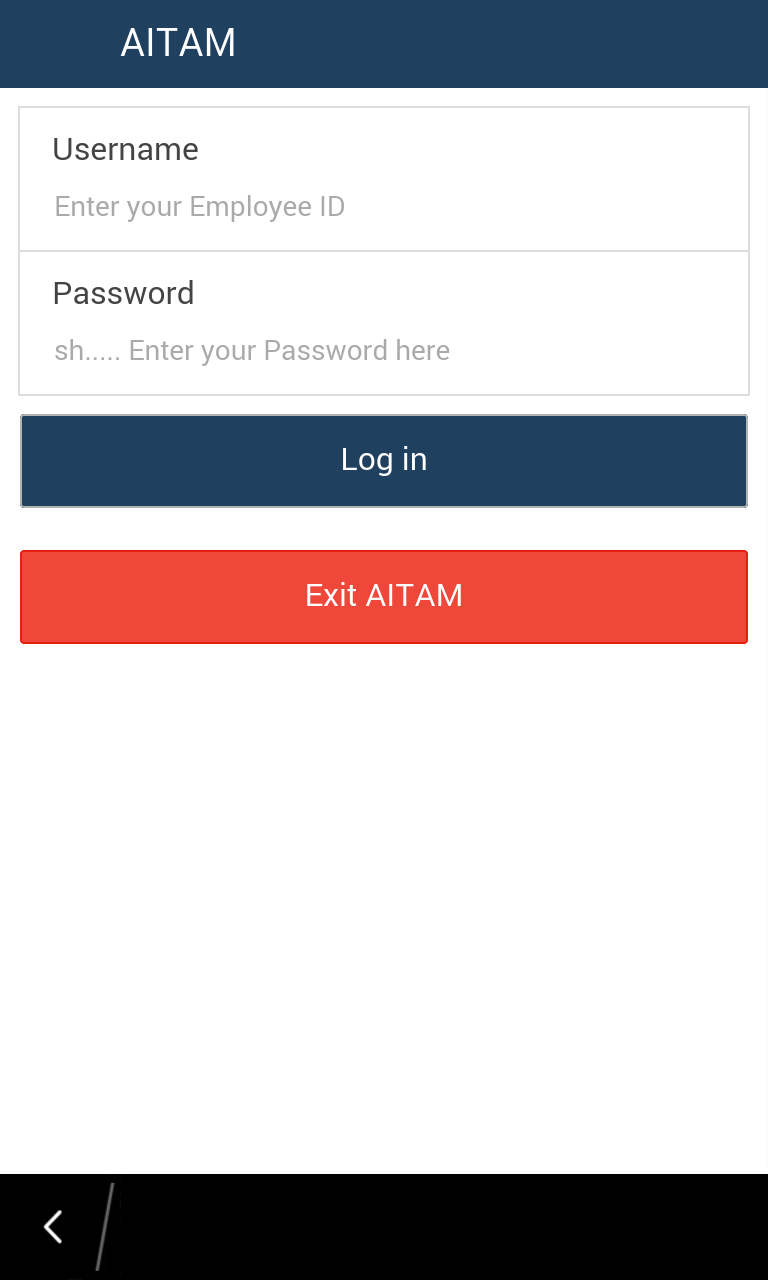 AITAM
Username
Enter your Employee ID
Password
sh..... Enter your Password here
Log in
Exit AITAM